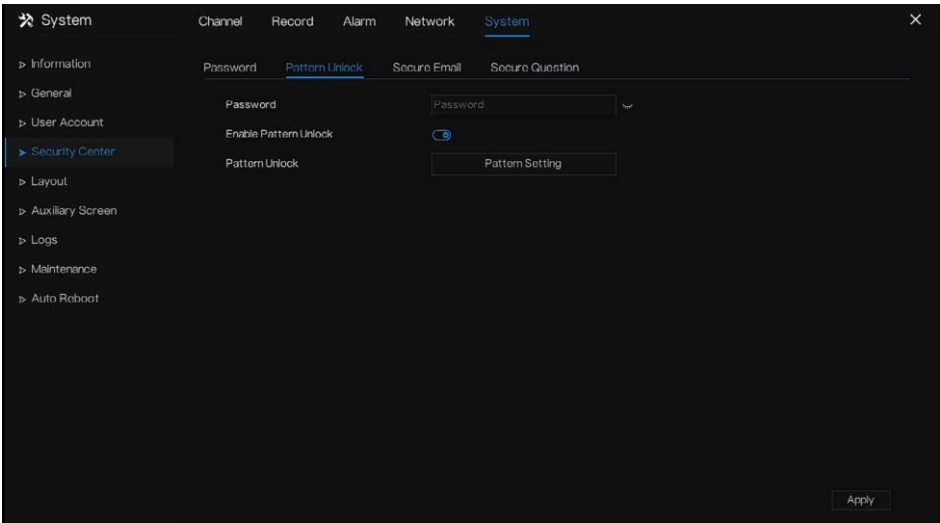 System
Channel Record Alarm Network System
Information
General
User Account
Security Center
Layout
Auxiliary Screen
Logs
Maintenance
Auto Reboot
Password Pattern Unlock Secure Email Secure Question
Password Password
Enable Pattern Unlock
Pattern Unlock Pattern Setting
Apply